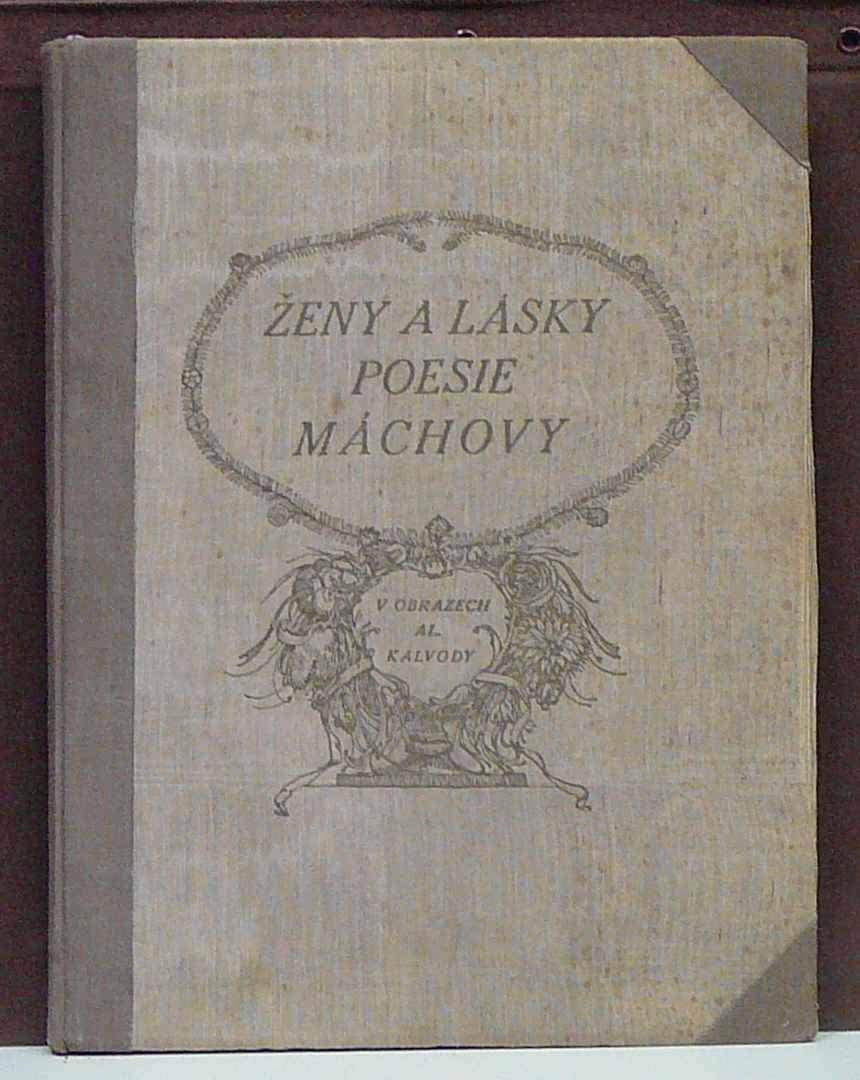 ŽENY A LÁSKY
POESIE
MÁCHOVY
V OBRAZECH
AL.
KALVODY